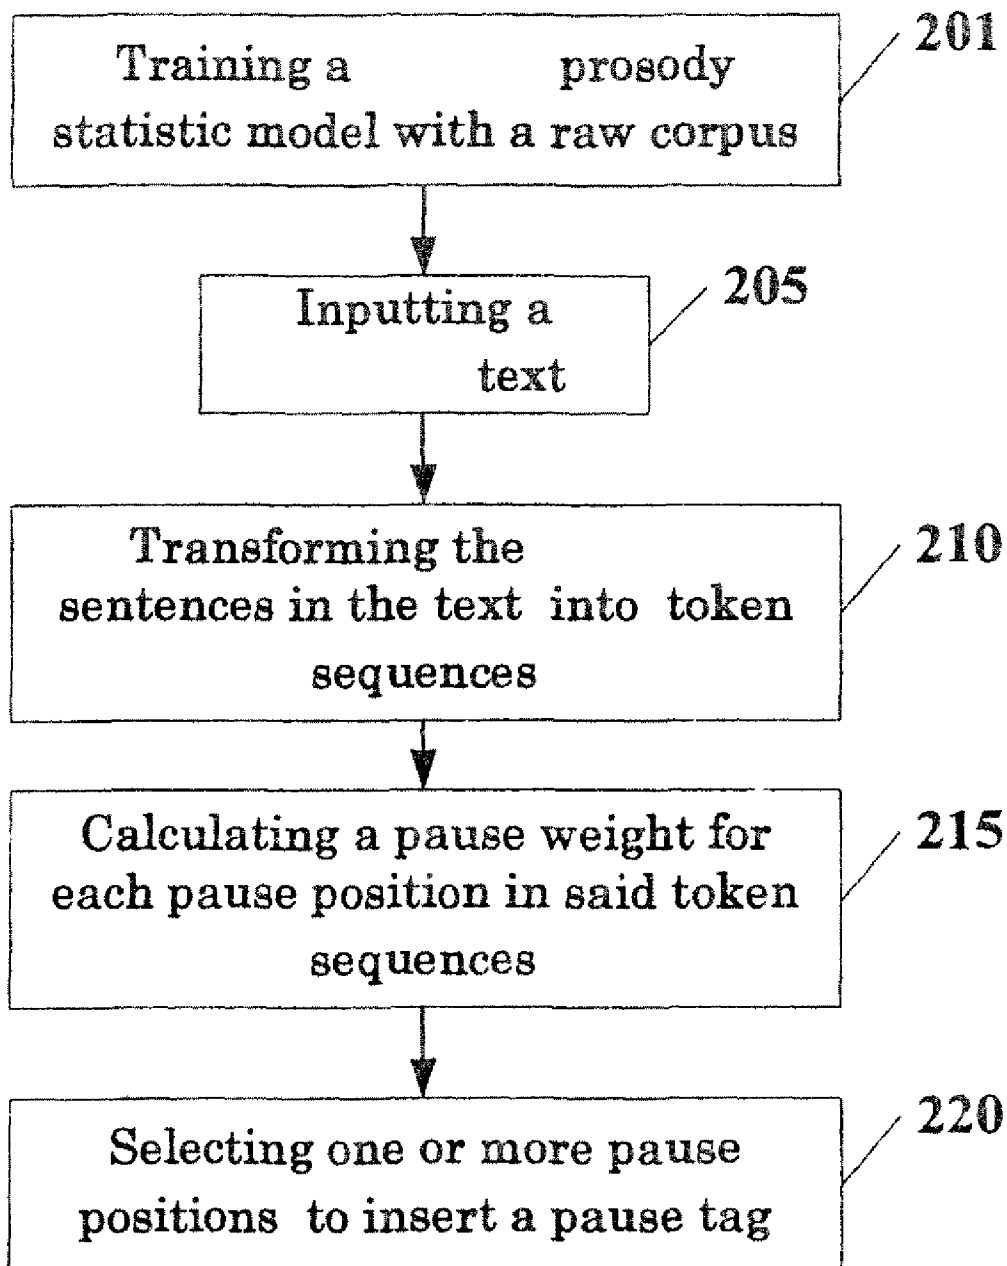 Training a prosody
statistic model with a raw corpus
201
Inputting a
text
205
Transforming the
sentences in the text into token
sequences
210
Calculating a pause weight for
each pause position in said token
sequences
215
Selecting one or more pause
positions to insert a pause tag
220